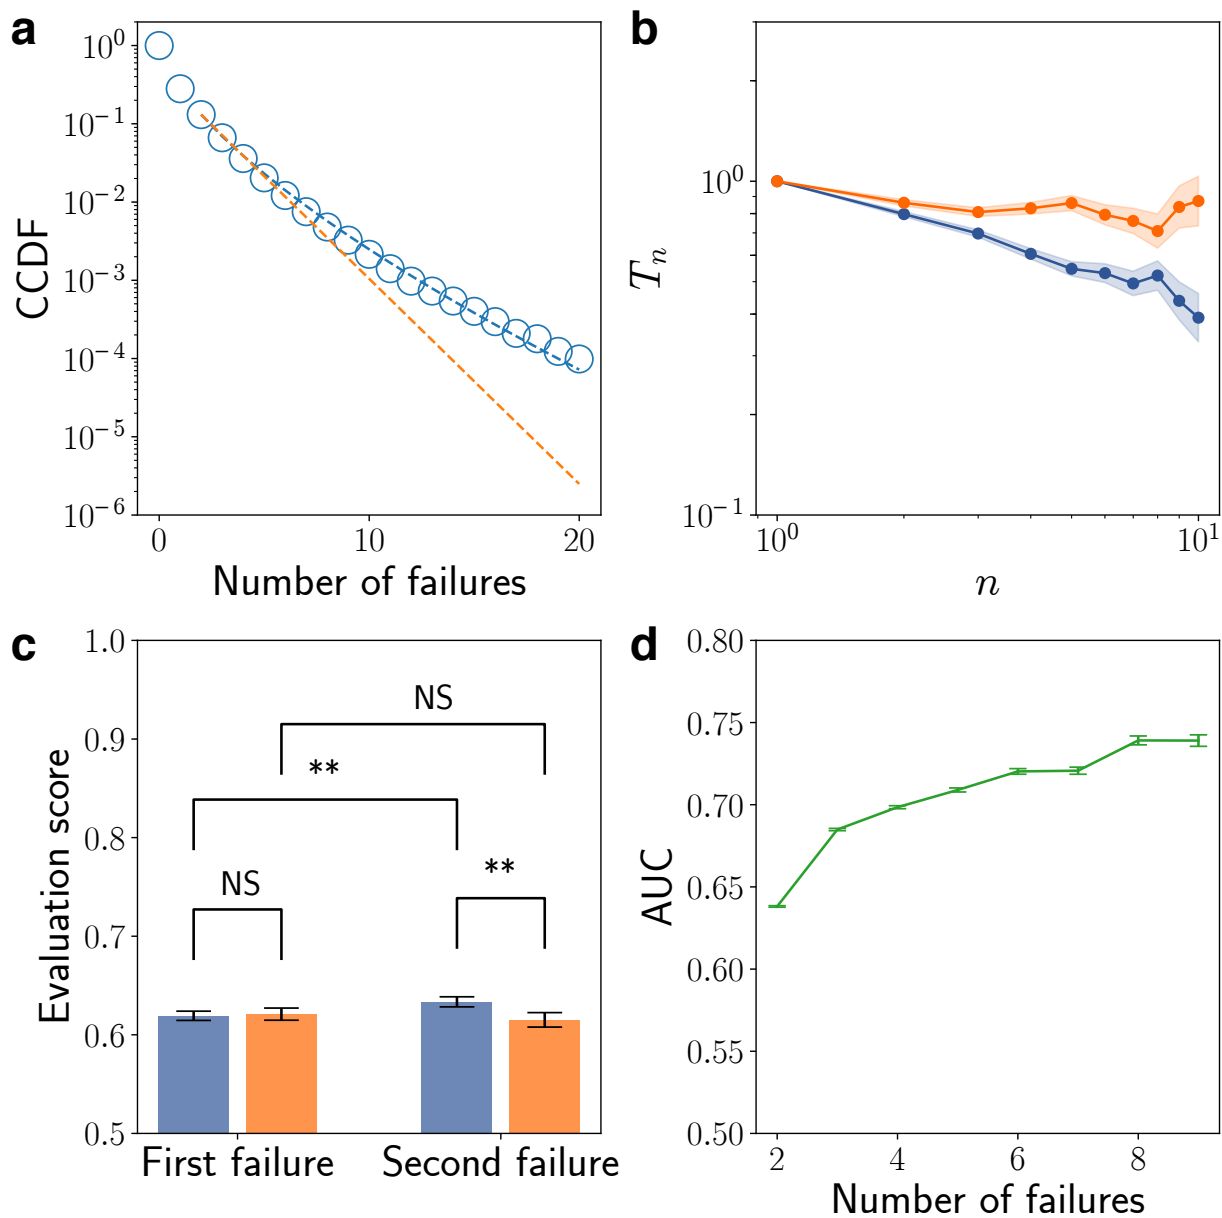 a
10^0
10^-1
10^-2
10^-3
10^-4
10^-5
10^-6
CCDF
0
10
20
Number of failures
b
10^0
10^-1
T_n
10^0
10^1
n
c
1.0
0.9
0.8
0.7
0.6
0.5
Evaluation score
NS
**
NS
**
First failure
Second failure
d
0.80
0.75
0.70
0.65
0.60
0.55
0.50
AUC
2
4
6
8
Number of failures